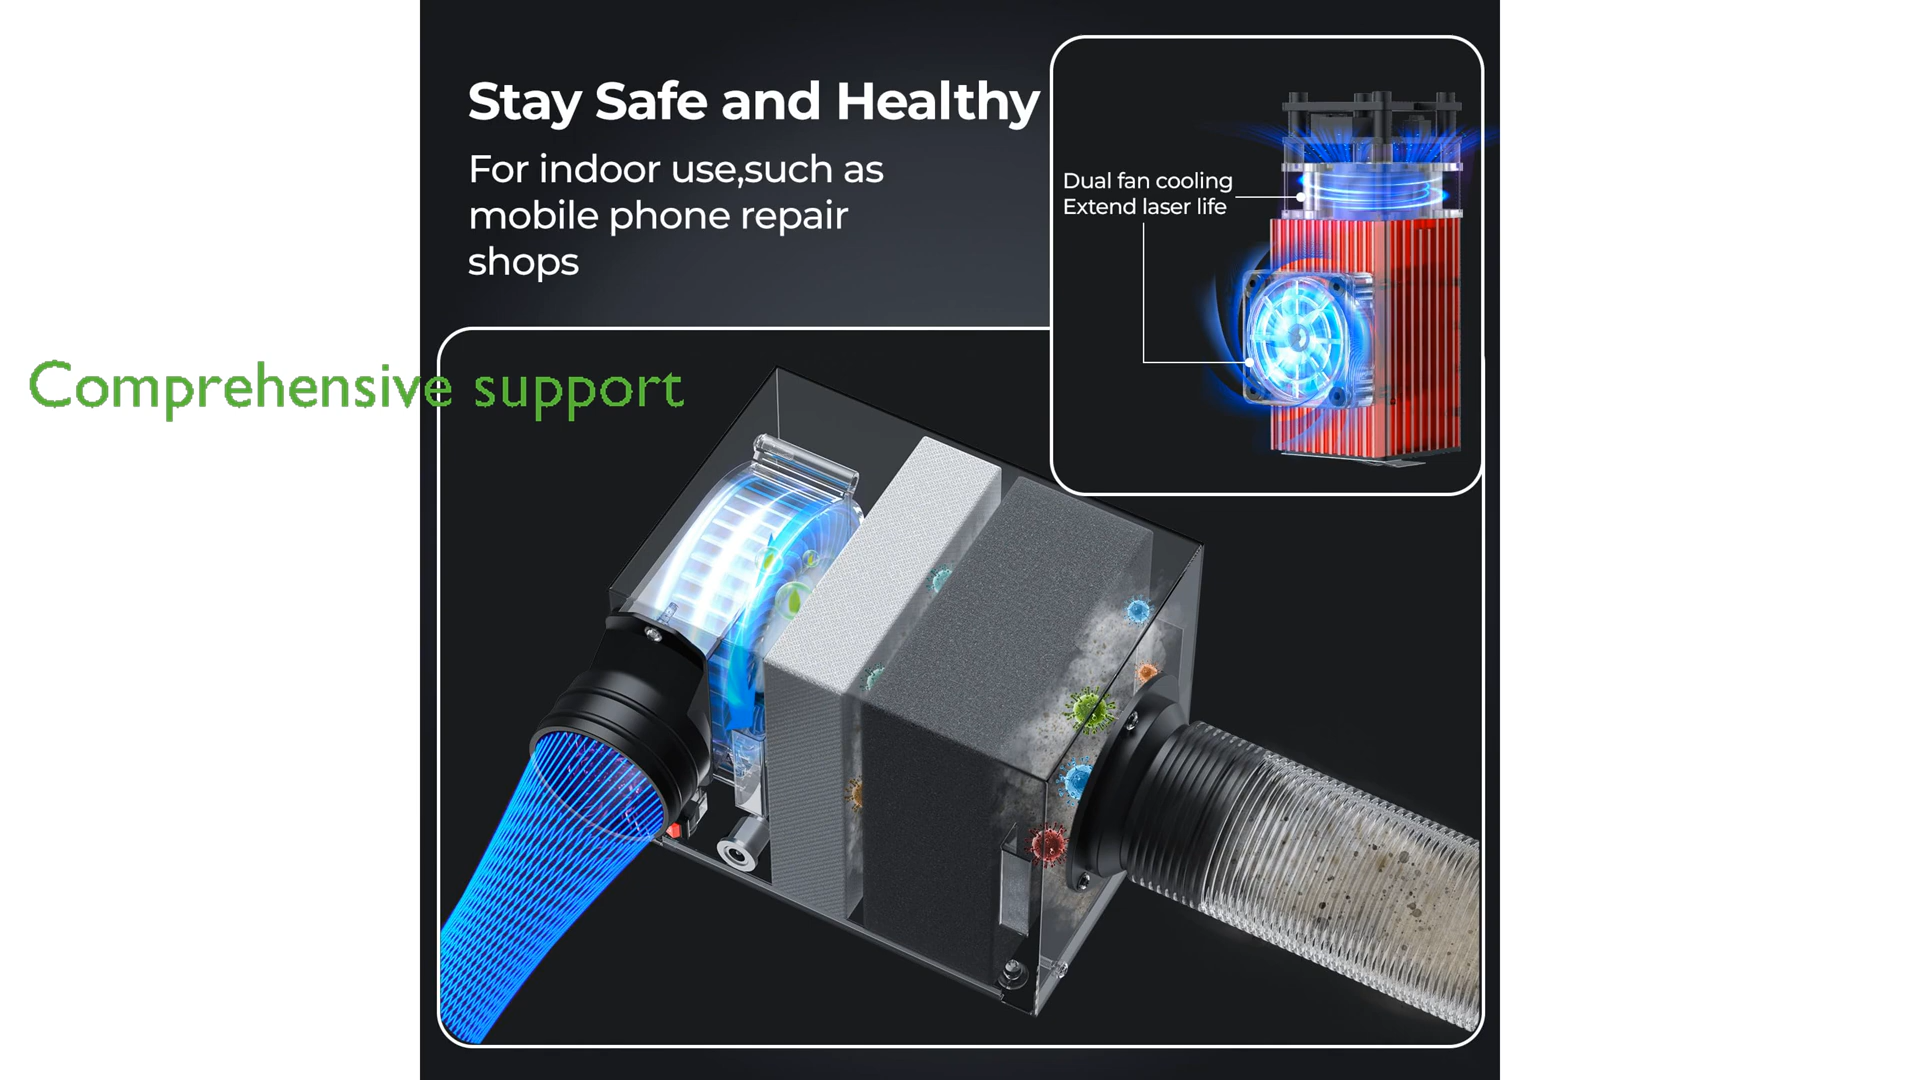 Stay Safe and Healthy
For indoor use,such as
mobile phone repair
shops
Dual fan cooling
Extend laser life
Comprehensive support